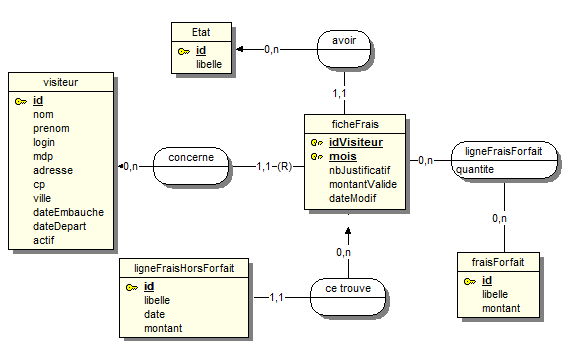 Etat
id
libelle
0,n
avoir
1,1
visiteur
id
nom
prenom
login
mdp
adresse
cp
ville
dateEmbauche
dateDepart
actif
0,n
concerne
1,1
(R)
ficheFrais
idVisiteur
mois
nbJustificatif
montantValide
dateModif
0,n
ligneFraisForfait
quantite
0,n
fraisForfait
id
libelle
montant
0,n
ce trouve
1,1
ligneFraisHorsForfait
id
libelle
date
montant